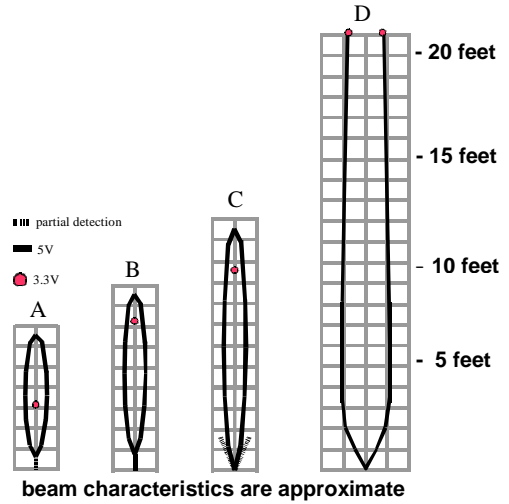 D
- 20 feet
- 15 feet
C
partial detection
5V
- 10 feet
B
3.3V
A
- 5 feet
beam characteristics are approximate